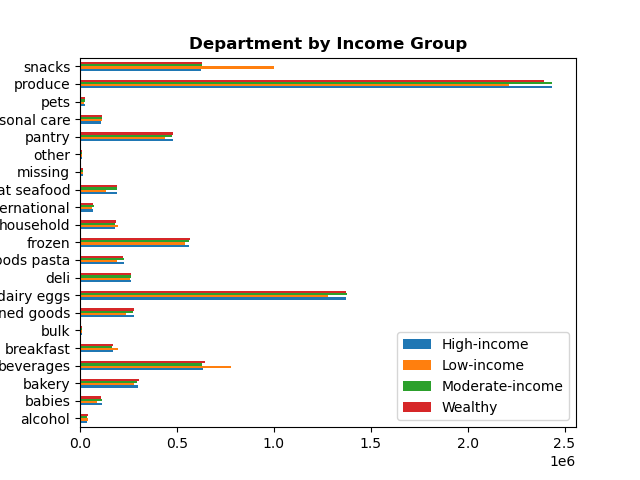 Department by Income Group
snacks
produce
pets
sonal care
pantry
other
missing
at seafood
ernational
household
frozen
oods pasta
deli
dairy eggs
ned goods
bulk
breakfast
beverages
bakery
babies
alcohol
High-income
Low-income
Moderate-income
Wealthy
0.0 0.5 1.0 1.5 2.0 2.5
1e6